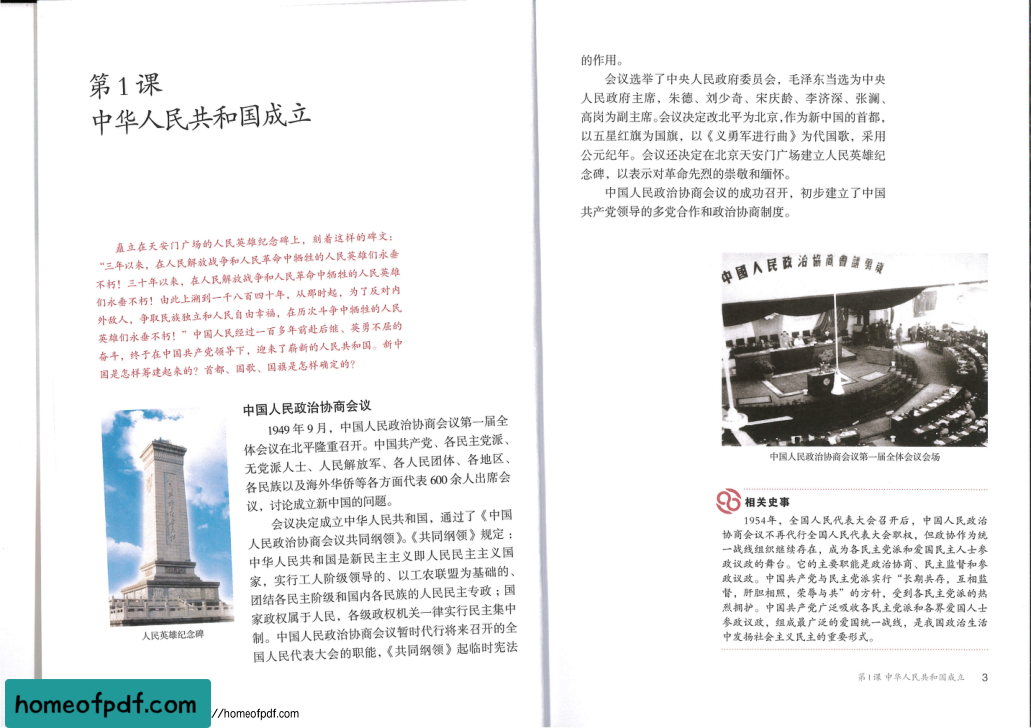 第1课
中华人民共和国成立
矗立在天安门广场的人民英雄纪念碑上，刻着这样的碑文：
“三年以来，在人民解放战争和人民革命中牺牲的人民英雄们永垂
不朽！三十年以来，在人民解放战争和人民革命中牺牲的人民英雄
们永垂不朽！由此上溯到一千八百四十年，从那时起，为了反对内
外敌人，争取民族独立和人民自由幸福，在历次斗争中牺牲的人民
英雄们永垂不朽！”中国人民经过一百多年前赴后继、英勇不屈的
奋斗，终于在中国共产党领导下，迎来了崭新的人民共和国。新中
国是怎样筹建起来的？首都、国歌、国旗是怎样确定的？
人民英雄纪念碑
中国人民政治协商会议
1949年9月，中国人民政治协商会议第一届全
体会议在北平隆重召开。中国共产党、各民主党派、
无党派人士、人民解放军、各人民团体、各地区、
各民族以及海外华侨等各方面代表600余人出席会
议，讨论成立新中国的问题。
会议决定成立中华人民共和国，通过了《中国
人民政治协商会议共同纲领》。《共同纲领》规定：
中华人民共和国是新民主主义即人民民主主义国
家，实行工人阶级领导的、以工农联盟为基础的、
团结各民主阶级和国内各民族的人民民主专政；国
家政权属于人民，各级政权机关一律实行民主集中
制。中国人民政治协商会议暂时代行将来召开的全
国人民代表大会的职能，《共同纲领》起临时宪法
的作用。
会议选举了中央人民政府委员会，毛泽东当选为中央
人民政府主席，朱德、刘少奇、宋庆龄、李济深、张澜、
高岗为副主席。会议决定改北平为北京，作为新中国的首都，
以五星红旗为国旗，以《义勇军进行曲》为代国歌，采用
公元纪年。会议还决定在北京天安门广场建立人民英雄纪
念碑，以表示对革命先烈的崇敬和缅怀。
中国人民政治协商会议的成功召开，初步建立了中国
共产党领导的多党合作和政治协商制度。
中國人民政治協商會議
中国人民政治协商会议第一届全体会议会场
相关史事
1954年，全国人民代表大会召开后，中国人民政治
协商会议不再代行全国人民代表大会职权，但政协作为统
一战线组织继续存在，成为各民主党派和爱国民主人士参
政议政的舞台。它的主要职能是政治协商、民主监督和参
政议政。中国共产党与民主党派实行“长期共存，互相监
督，肝胆相照，荣辱与共”的方针，受到各民主党派的热
烈拥护。中国共产党广泛吸收各民主党派和各界爱国人士
参政议政，组成最广泛的爱国统一战线，是我国政治生活
中发扬社会主义民主的重要形式。
第1课 中华人民共和国成立 3
homeofpdf.com
//homeofpdf.com